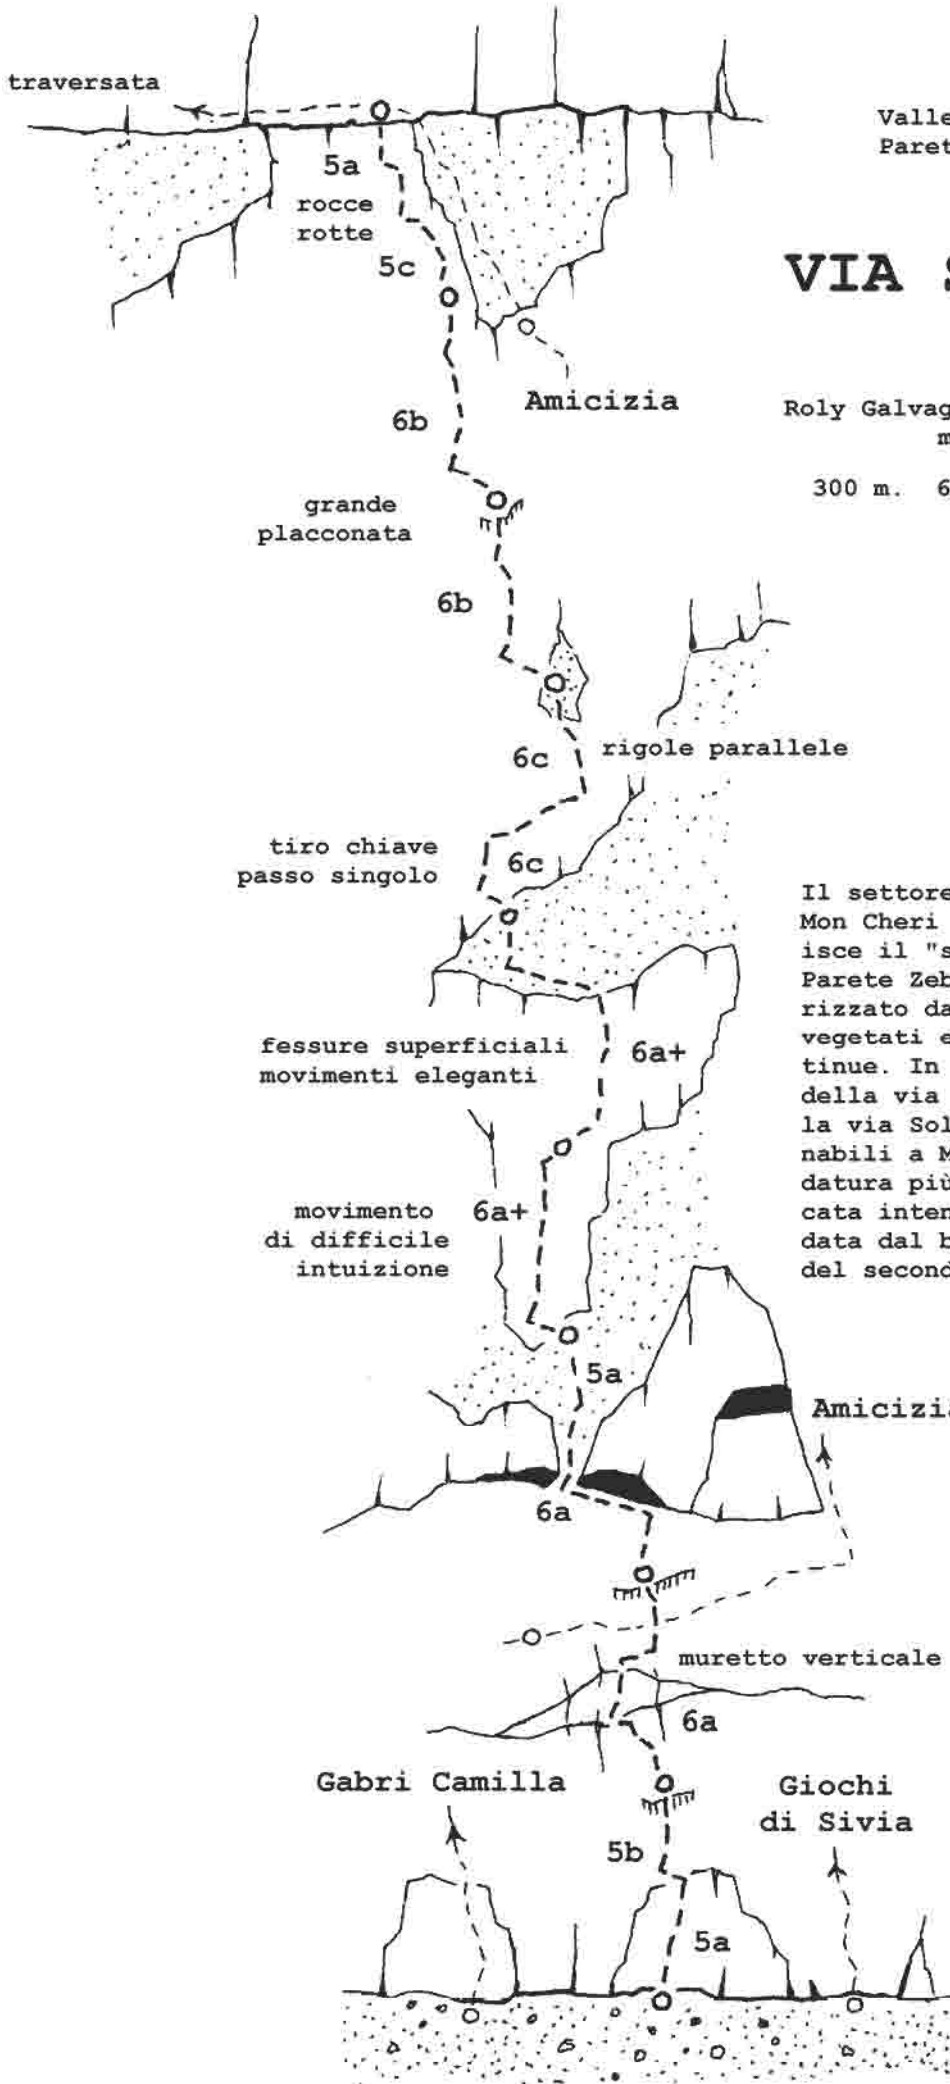 traversata
Valle
Paret
5a
rocce
rotte
5c
VIA
Amicizia
Roly Galvag
m
6b
300 m. 6
grande
placconata
6b
rigole parallele
6c
tiro chiave
passo singolo
6c
Il settore
Mon Cheri
isce il "s
Parete Zeb
rizzato da
vegetati e
tinue. In
della via
la via Sol
nabili a M
datura più
cata inten
data dal b
del second
fessure superficiali
movimenti eleganti
6a+
movimento
di difficile
intuizione
6a+
5a
Amicizia
6a
muretto verticale
6a
Gabri Camilla
Giochi
di Sivia
5b
5a